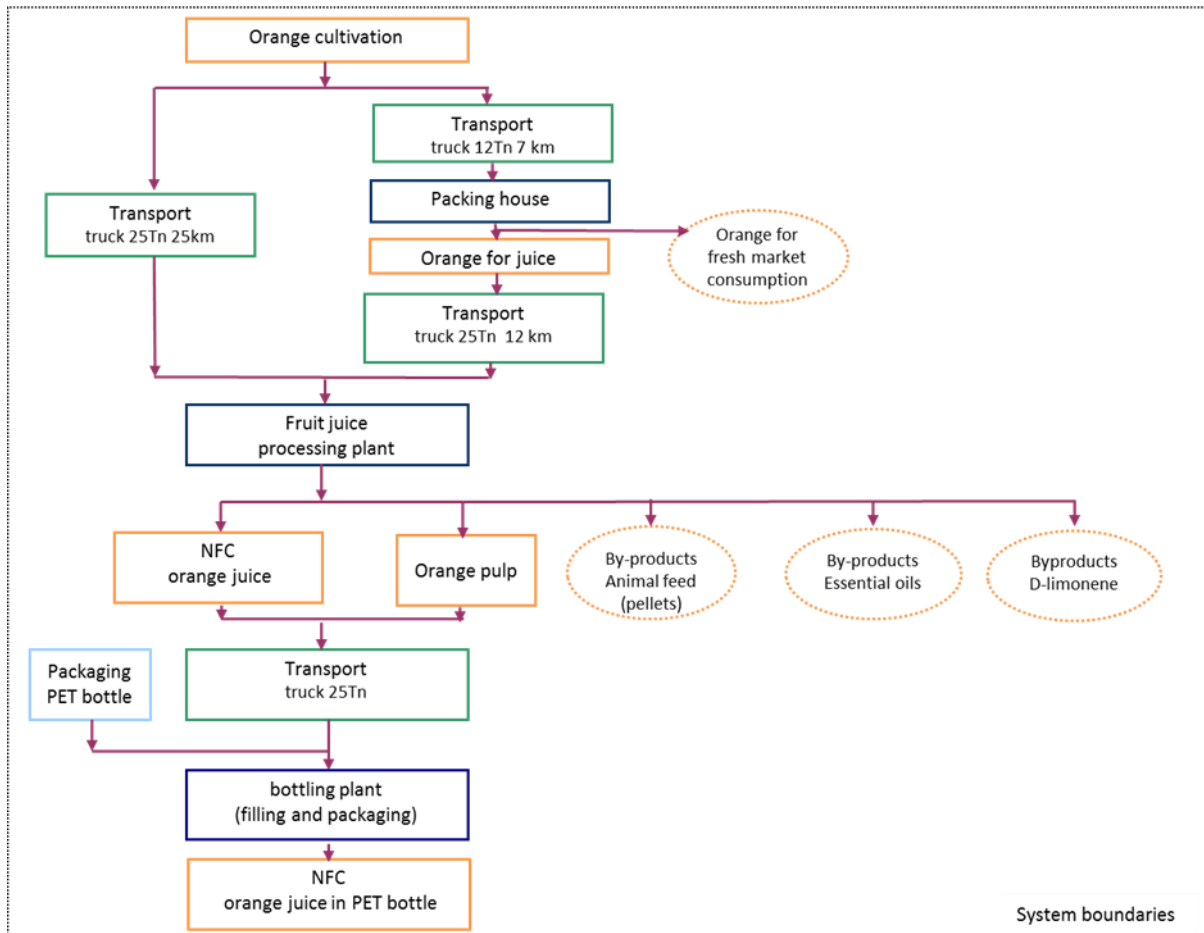 Orange cultivation
Transport
truck 12Tn 7 km
Packing house
Transport
truck 25Tn 25km
Orange for
fresh market
consumption
Orange for juice
Transport
truck 25Tn  12 km
Fruit juice
processing plant
NFC
orange juice
Orange pulp
By-products
Animal feed
(pellets)
By-products
Essential oils
Byproducts
D-limonene
Packaging
PET bottle
Transport
truck 25Tn
bottling plant
(filling and packaging)
NFC
orange juice in PET bottle
System boundaries